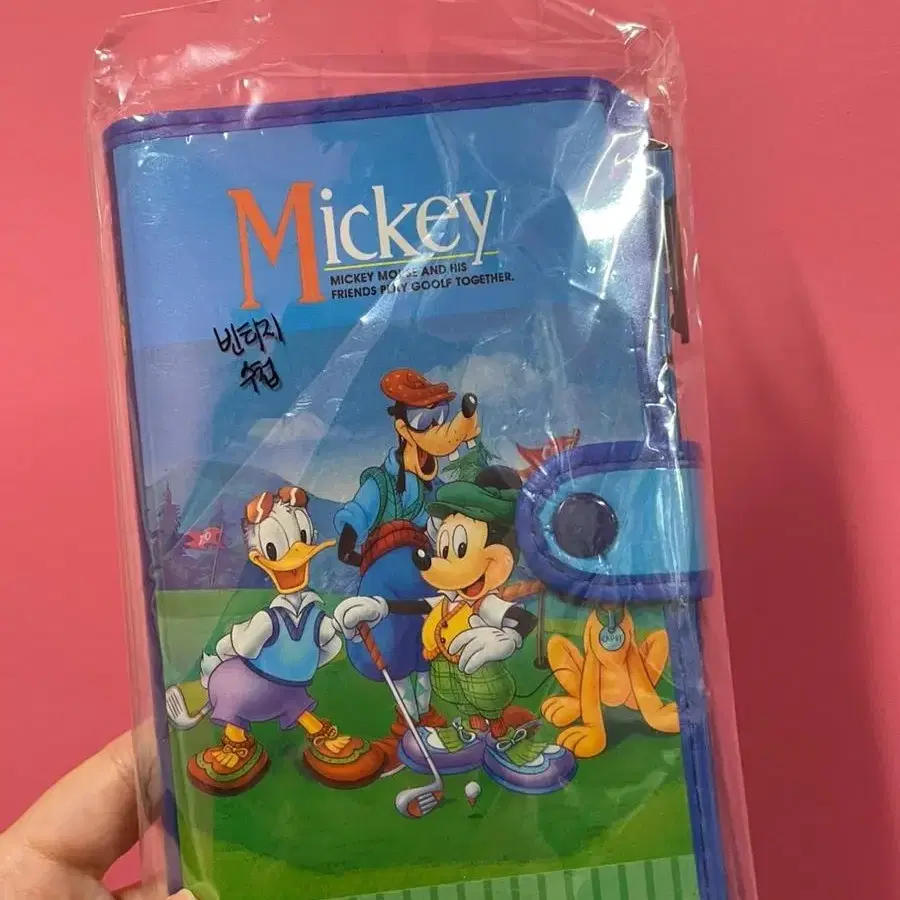 Mickey
MICKEY MOUSE AND HIS
FRIENDS PLAY GOOLF TOGETHER.
빈티지
수첩